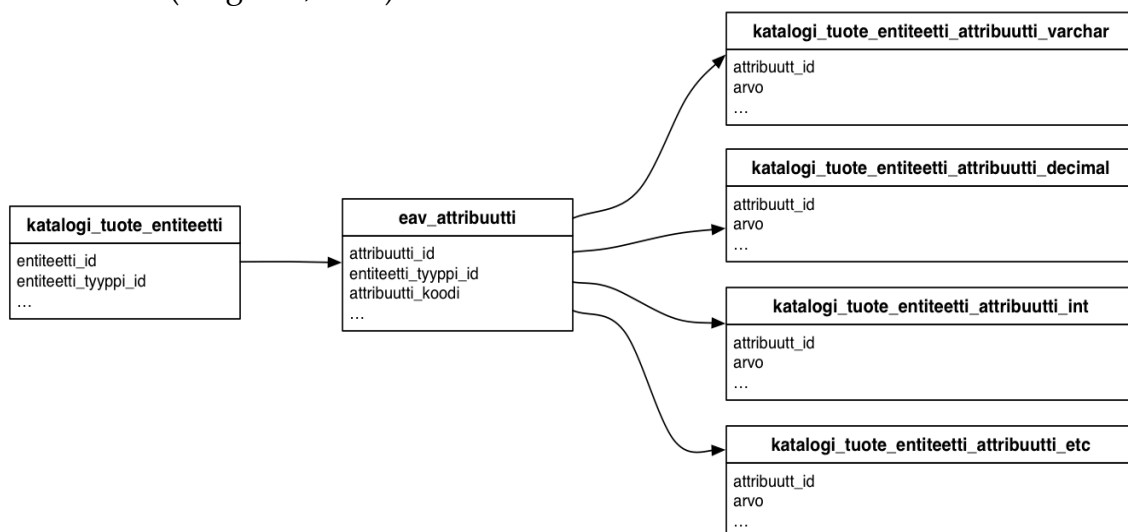 katalogi_tuote_entiteetti
entiteetti_id
entiteetti_tyyppi_id
...
eav_attribuutti
attribuutti_id
entiteetti_tyyppi_id
attribuutti_koodi
...
katalogi_tuote_entiteetti_attribuutti_varchar
attribuutt_id
arvo
...
katalogi_tuote_entiteetti_attribuutti_decimal
attribuutt_id
arvo
...
katalogi_tuote_entiteetti_attribuutti_int
attribuutt_id
arvo
...
katalogi_tuote_entiteetti_attribuutti_etc
attribuutt_id
arvo
...